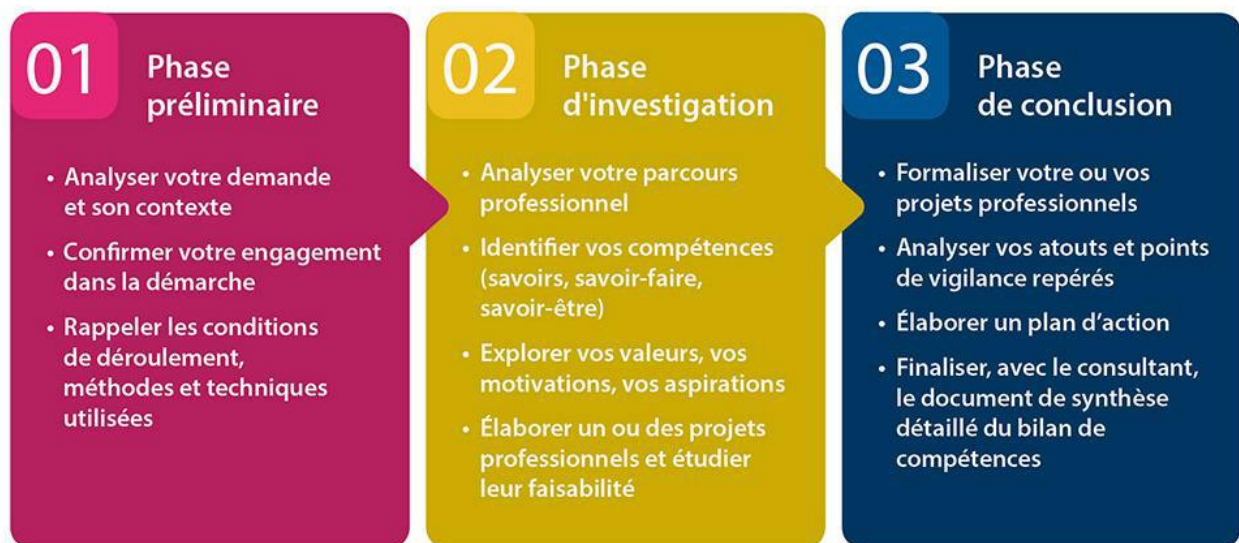 01
Phase
préliminaire
• Analyser votre demande
et son contexte
• Confirmer votre engagement
dans la démarche
• Rappeler les conditions
de déroulement,
méthodes et techniques
utilisées
02
Phase
d'investigation
• Analyser votre parcours
professionnel
• Identifier vos compétences
(savoirs, savoir-faire,
savoir-être)
• Explorer vos valeurs, vos
motivations, vos aspirations
• Élaborer un ou des projets
professionnels et étudier
leur faisabilité
03
Phase
de conclusion
• Formaliser votre ou vos
projets professionnels
• Analyser vos atouts et points
de vigilance repérés
• Élaborer un plan d’action
• Finaliser, avec le consultant,
le document de synthèse
détaillé du bilan de
compétences